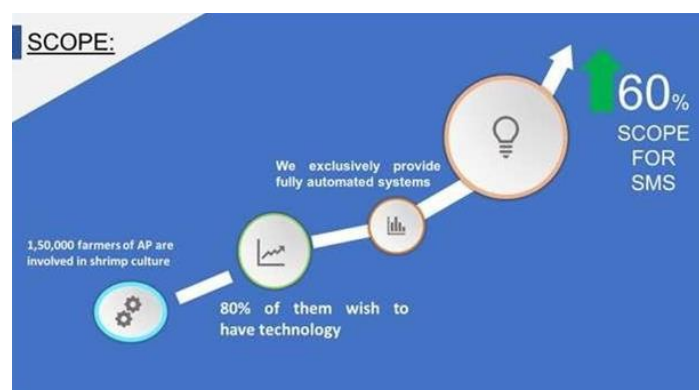 SCOPE:
60%
SCOPE
FOR
SMS
We exclusively provide
fully automated systems
1,50,000 farmers of AP are
involved in shrimp culture
80% of them wish to
have technology